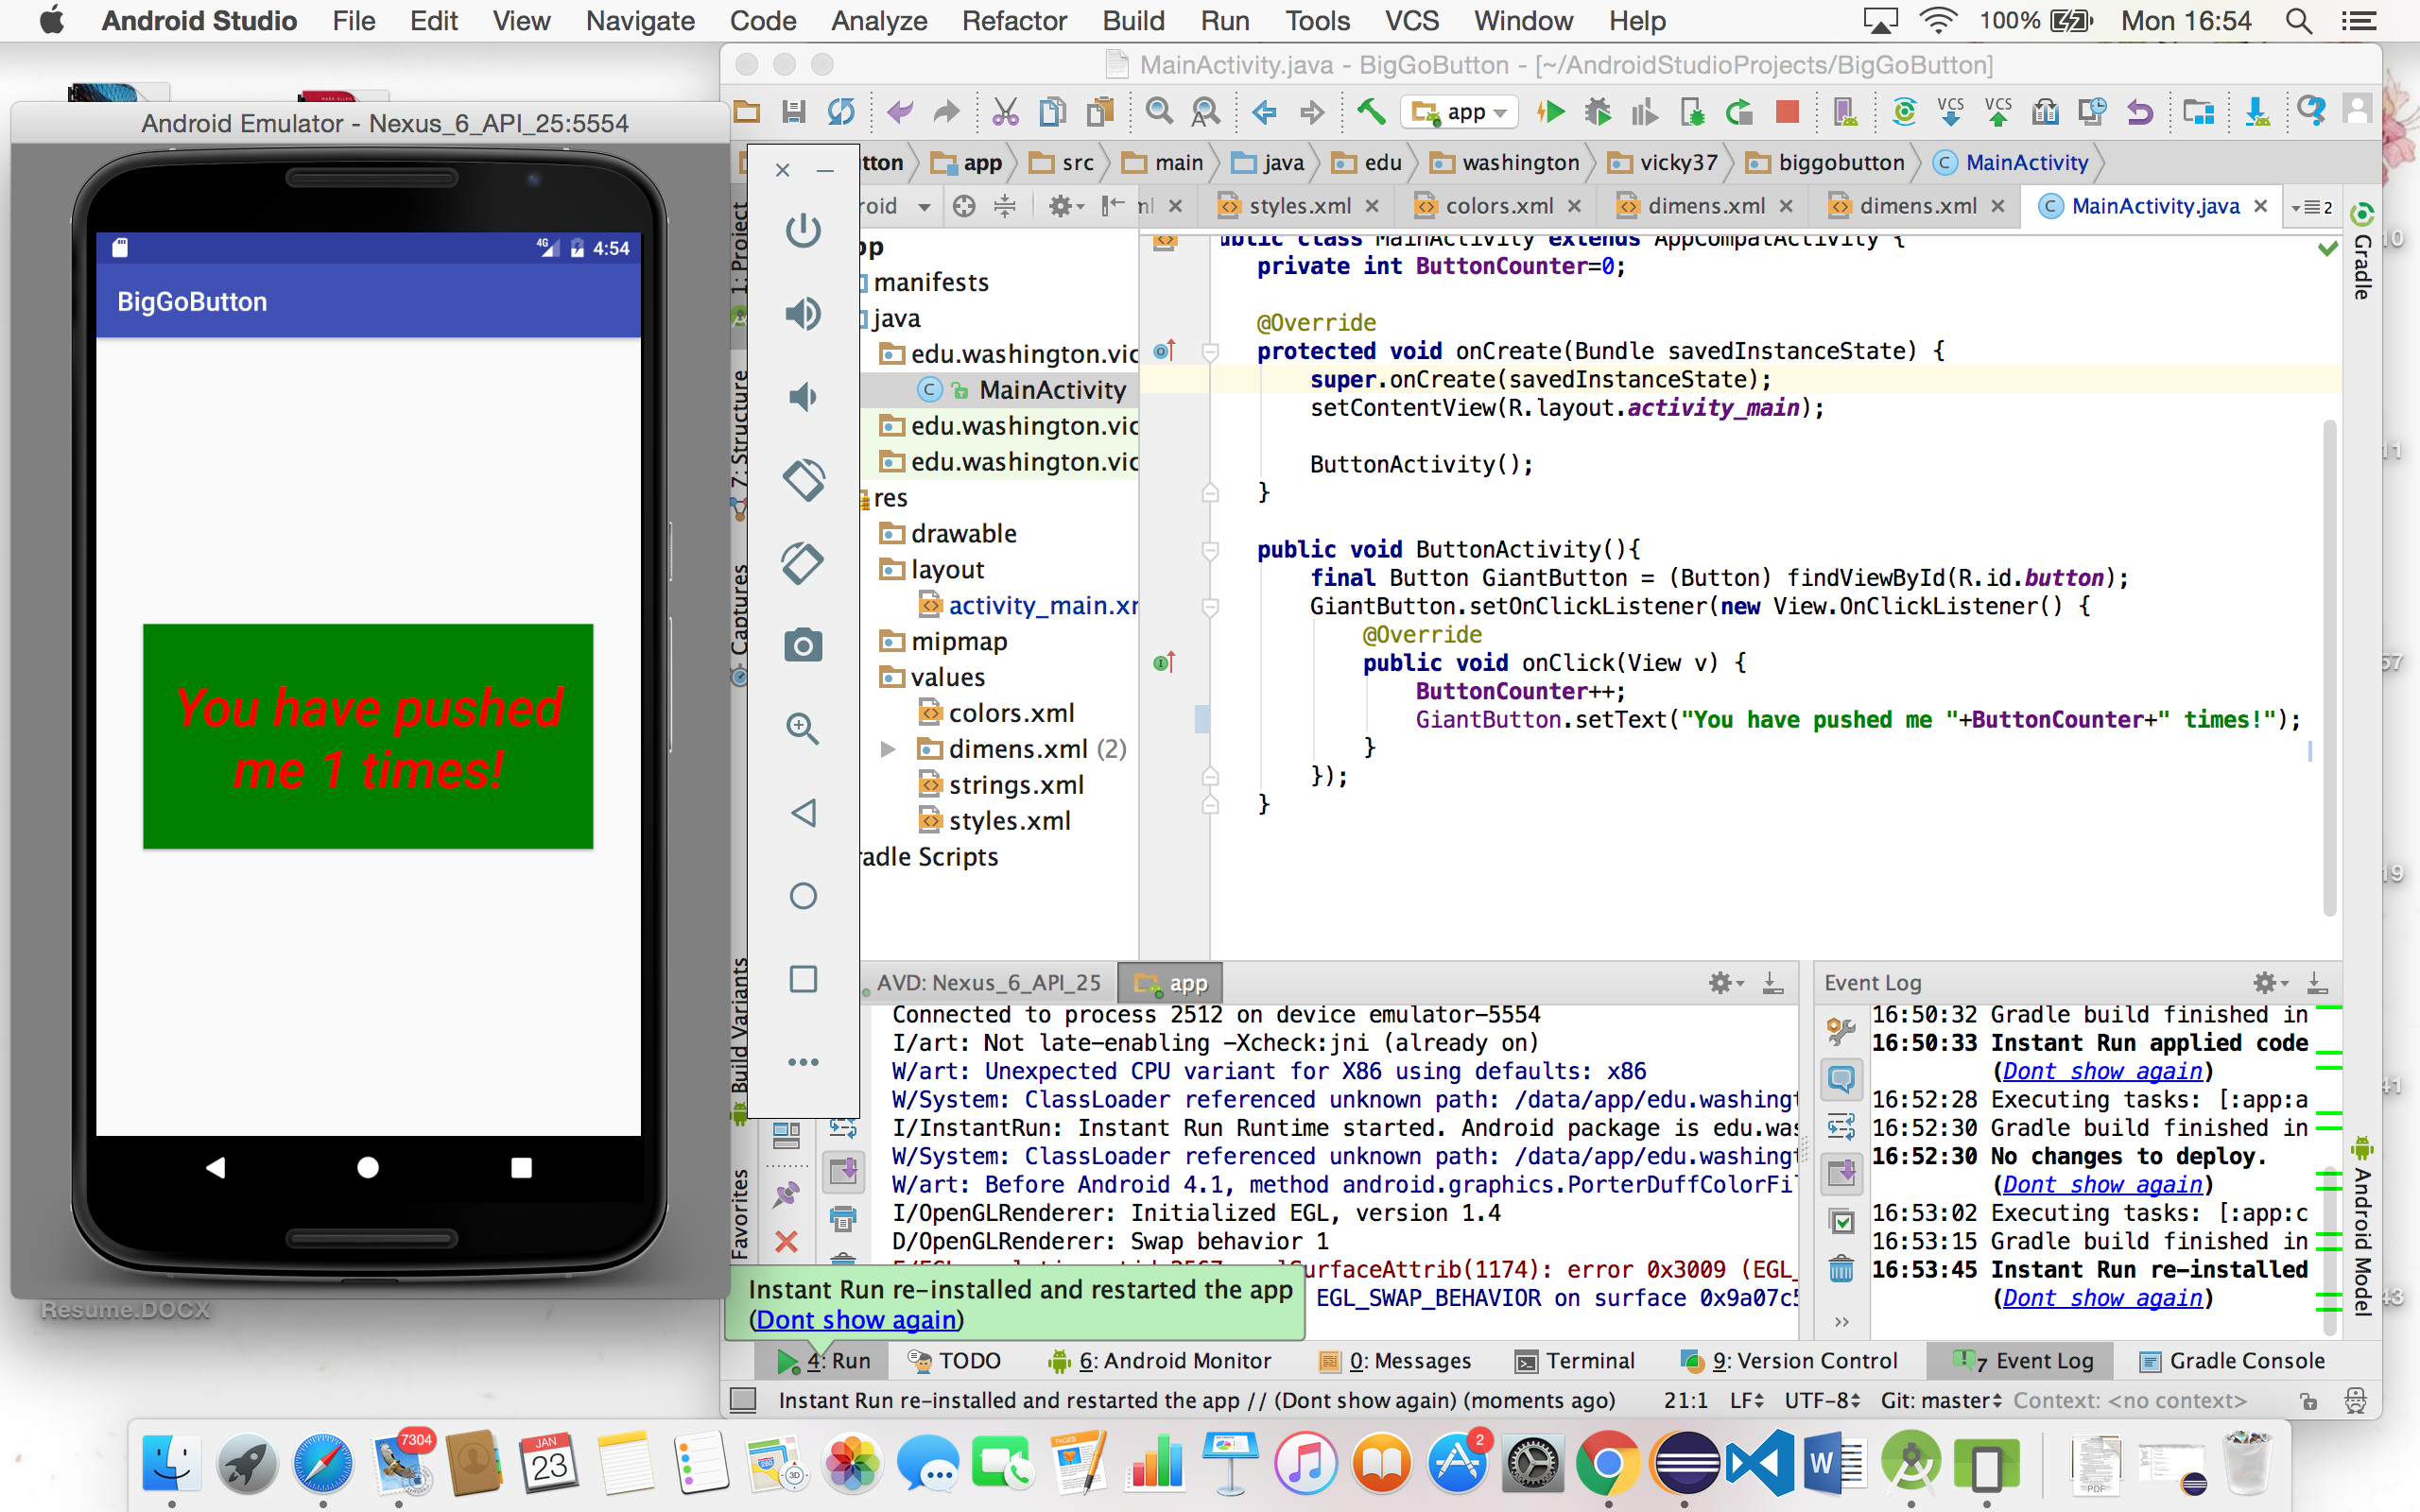 Android Studio File Edit View Navigate Code Analyze Refactor Build Run Tools VCS Window Help 100% Mon 16:54
MainActivity.java - BigGoButton - [~/AndroidStudioProjects/BigGoButton]
Android Emulator - Nexus_6_API_25:5554
app
VCS VCS
tton app src main java edu washington vicky37 biggobutton MainActivity
roid
ml styles.xml colors.xml dimens.xml dimens.xml MainActivity.java 2
4G 4:54
BigGoButton
You have pushed
me 1 times!
1: Project
7: Structure
Captures
Build Variants
Favorites
pp
manifests
java
edu.washington.vic
MainActivity
edu.washington.vic
edu.washington.vic
res
drawable
layout
activity_main.xr
mipmap
values
colors.xml
dimens.xml (2)
strings.xml
styles.xml
radle Scripts
ublic class MainActivity extends AppCompatActivity {
private int ButtonCounter=0;
@Override
protected void onCreate(Bundle savedInstanceState) {
super.onCreate(savedInstanceState);
setContentView(R.layout.activity_main);
ButtonActivity();
}
public void ButtonActivity(){
final Button GiantButton = (Button) findViewById(R.id.button);
GiantButton.setOnClickListener(new View.OnClickListener() {
@Override
public void onClick(View v) {
ButtonCounter++;
GiantButton.setText("You have pushed me "+ButtonCounter+" times!");
}
});
}
Gradle
Android Model
AVD: Nexus_6_API_25 app
Connected to process 2512 on device emulator-5554
I/art: Not late-enabling -Xcheck:jni (already on)
W/art: Unexpected CPU variant for X86 using defaults: x86
W/System: ClassLoader referenced unknown path: /data/app/edu.washingt
I/InstantRun: Instant Run Runtime started. Android package is edu.was
W/System: ClassLoader referenced unknown path: /data/app/edu.washingt
W/art: Before Android 4.1, method android.graphics.PorterDuffColorFil
I/OpenGLRenderer: Initialized EGL, version 1.4
D/OpenGLRenderer: Swap behavior 1
SurfaceAttrib(1174): error 0x3009 (EGL_
EGL_SWAP_BEHAVIOR on surface 0x9a07c5
Event Log
16:50:32 Gradle build finished in
16:50:33 Instant Run applied code
(Dont show again)
16:52:28 Executing tasks: [:app:a
16:52:30 Gradle build finished in
16:52:30 No changes to deploy.
(Dont show again)
16:53:02 Executing tasks: [:app:c
16:53:15 Gradle build finished in
16:53:45 Instant Run re-installed
(Dont show again)
Instant Run re-installed and restarted the app
(Dont show again)
Resume.DOCX
4: Run TODO 6: Android Monitor 0: Messages Terminal 9: Version Control 7 Event Log Gradle Console
Instant Run re-installed and restarted the app // (Dont show again) (moments ago) 21:1 LF UTF-8 Git: master Context: <no context>
10
11
57
19
41
43
7304
JAN
23
280
3D
PAGES
2
W
PDF